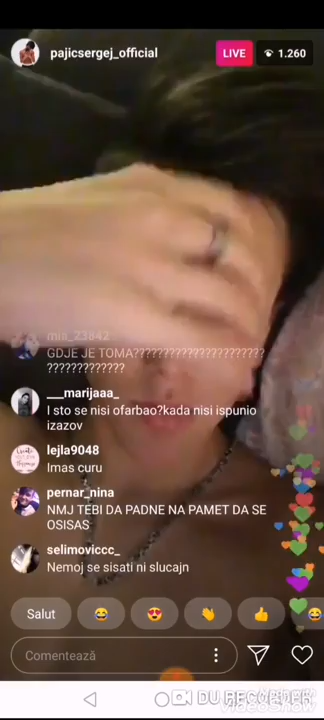 pajicsergej_official
LIVE
1.260
mis_23842
GDJE JE TOMA??????????????????????
?????????????
___marijaaa_
I sto se nisi ofarbao?kada nisi ispunio
izazov
lejla9048
Imas curu
pernar_nina
NMJ TEBI DA PADNE NA PAMET DA SE
OSISAS
selimoviccc_
Nemoj se sisati ni slucajn
Salut
Comentează
DU RECORDER
VideoShow